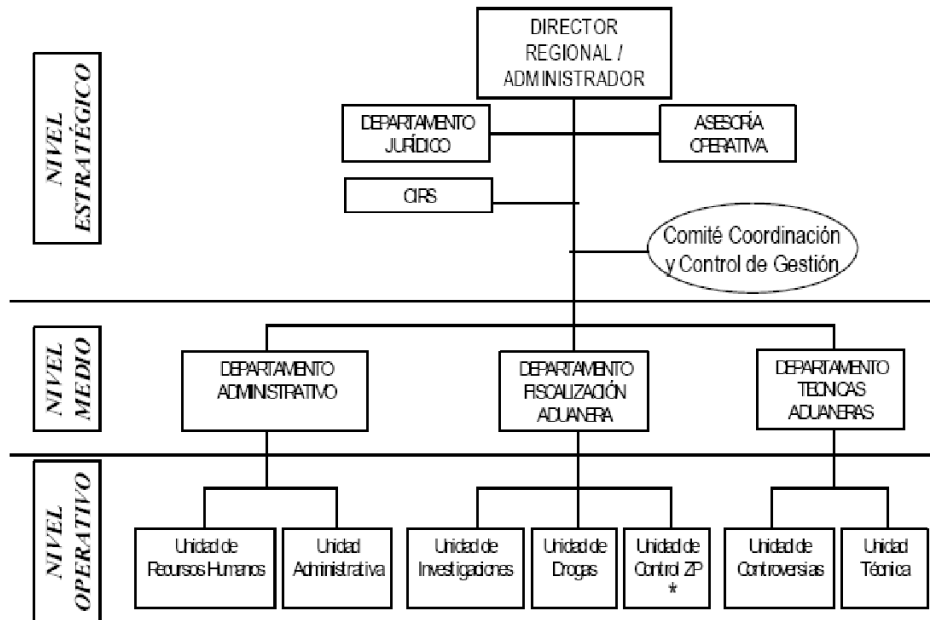 DIRECTOR
REGIONAL /
ADMINISTRADOR
NIVEL
ESTRATÉGICO
DEPARTAMENTO
JURÍDICO
ASESORÍA
OPERATIVA
CIRS
Comité Coordinación
y Control de Gestión
NIVEL
MEDIO
DEPARTAMENTO
ADMINISTRATIVO
DEPARTAMENTO
FISCALIZACIÓN
ADUANERA
DEPARTAMENTO
TECNICAS
ADUANERAS
NIVEL
OPERATIVO
Unidad de
Recursos Humanos
Unidad
Administrativa
Unidad de
Investigaciones
Unidad de
Drogas
Unidad de
Control ZP
*
Unidad de
Controversias
Unidad
Técnica